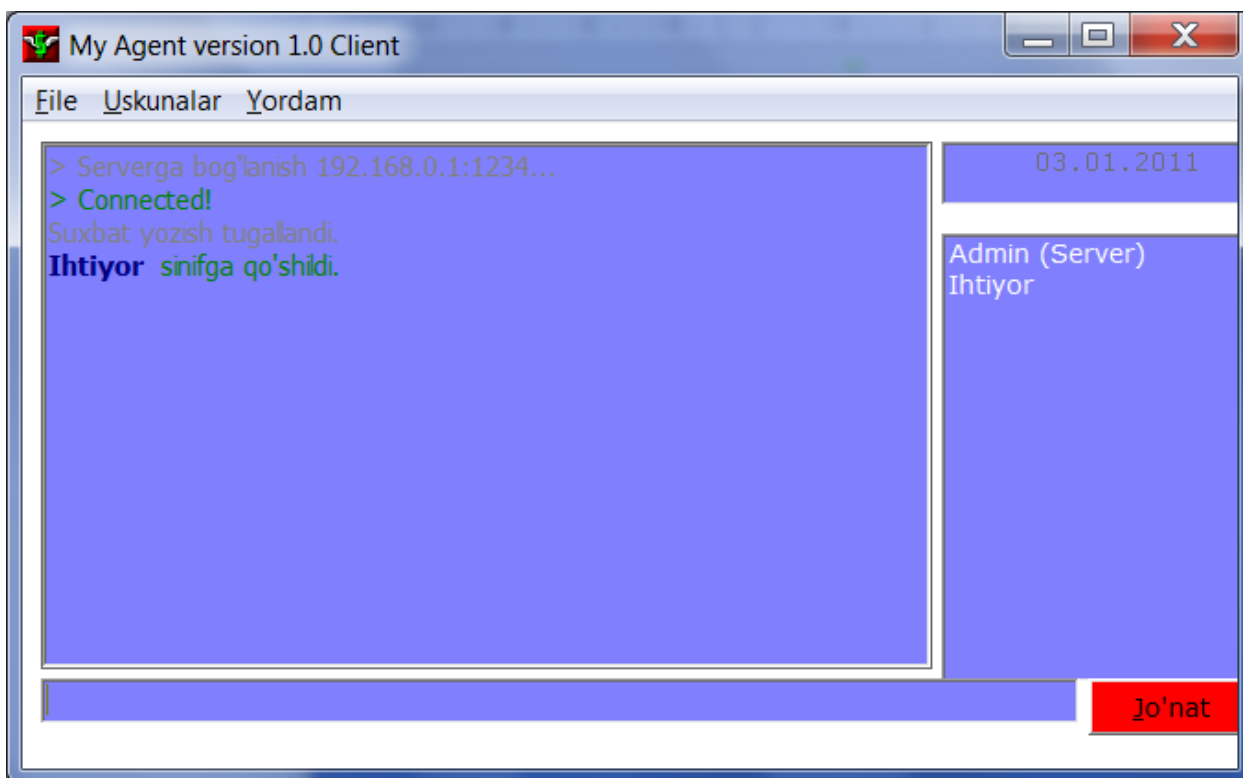 My Agent version 1.0 Client
File Uskunalar Yordam
> Serverga bog'lanish 192.168.0.1:1234...
> Connected!
Suxbat yozish tugallandi.
Ihtiyor sinifga qo'shildi.
03.01.2011
Admin (Server)
Ihtiyor
Jo'nat